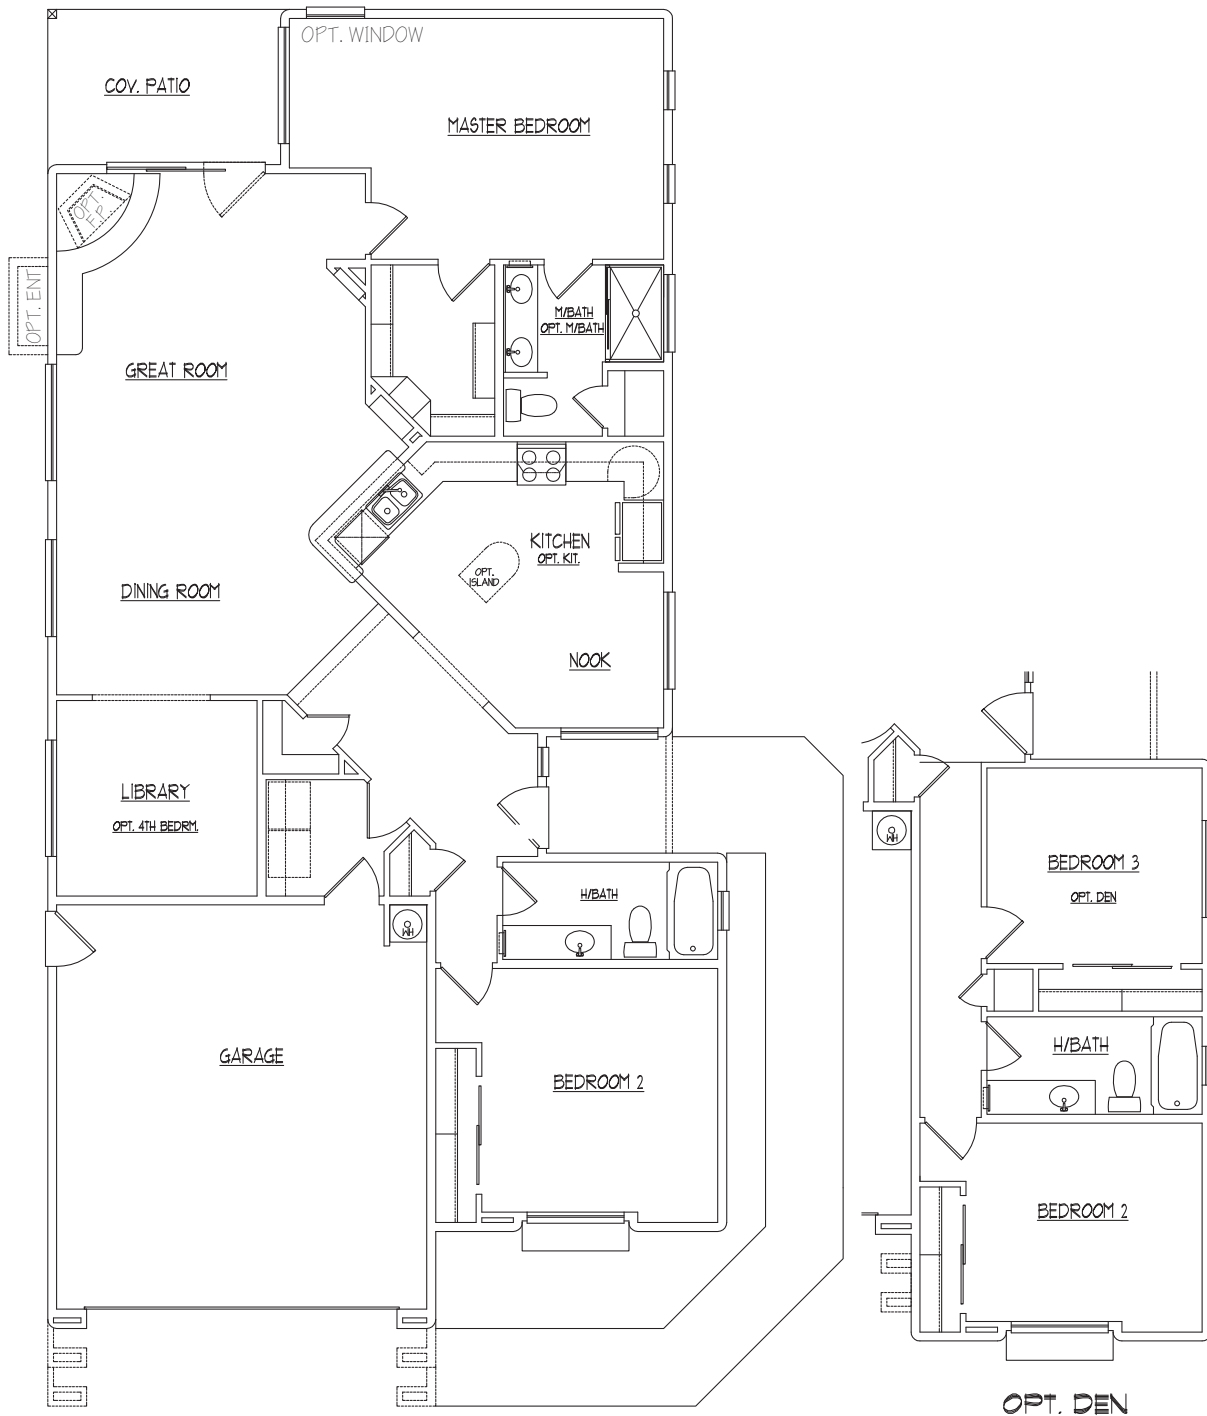 OPT. WINDOW
COV. PATIO
MASTER BEDROOM
OPT.
F.P.
OPT. ENT
M/BATH
OPT. M/BATH
GREAT ROOM
KITCHEN
OPT. KIT.
OPT.
ISLAND
DINING ROOM
NOOK
LIBRARY
OPT. 4TH BEDRM.
H/BATH
WH
GARAGE
BEDROOM 2
WH
BEDROOM 3
OPT. DEN
H/BATH
BEDROOM 2
OPT. DEN